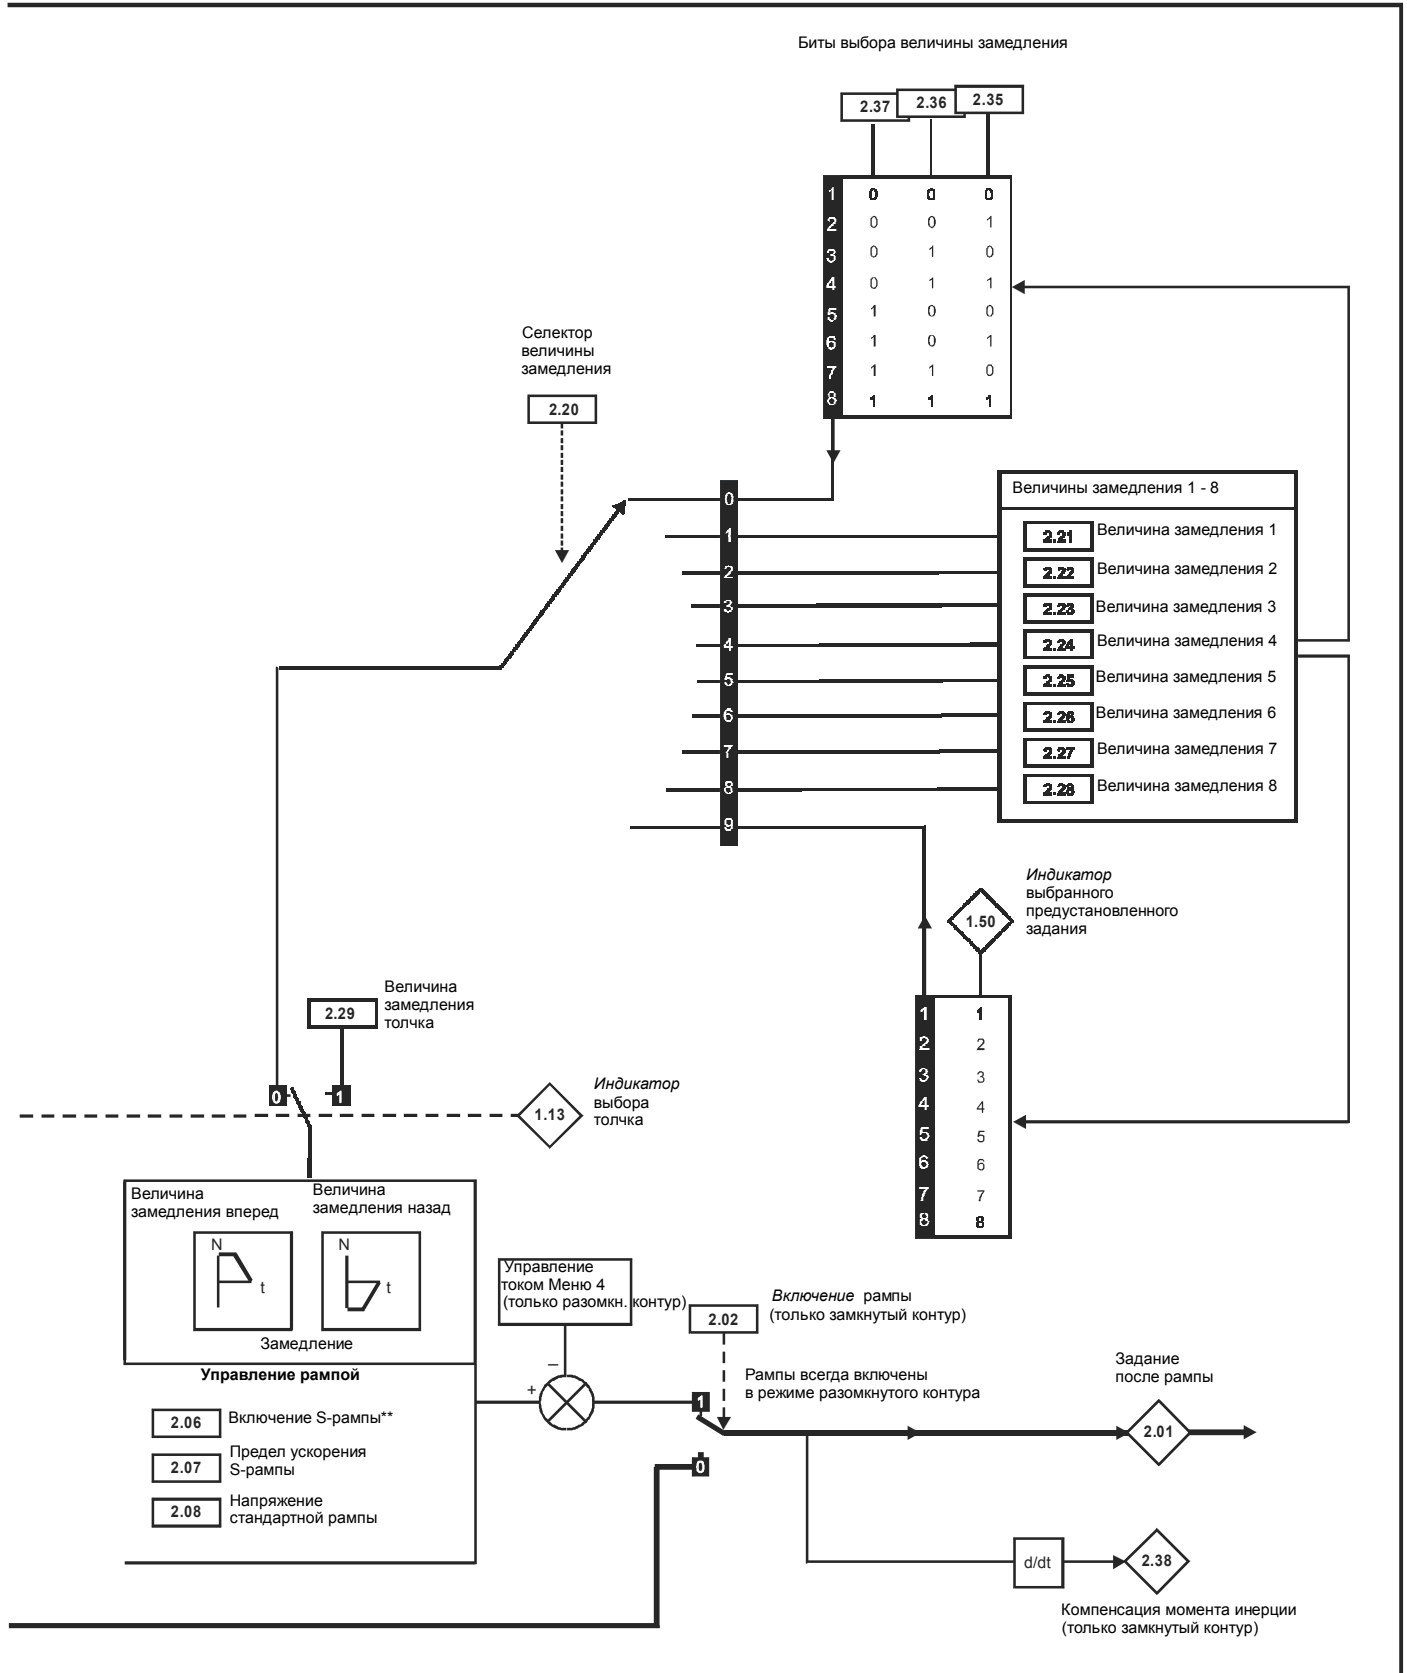 Биты выбора величины замедления
2.37 2.36 2.35
1 0 0 0
2 0 0 1
3 0 1 0
4 0 1 1
5 1 0 0
6 1 0 1
7 1 1 0
8 1 1 1
Селектор
величины
замедления
2.20
0
1
2
3
4
5
6
7
8
9
Величины замедления 1 - 8
2.21 Величина замедления 1
2.22 Величина замедления 2
2.23 Величина замедления 3
2.24 Величина замедления 4
2.25 Величина замедления 5
2.26 Величина замедления 6
2.27 Величина замедления 7
2.28 Величина замедления 8
Индикатор
выбранного
предустановленного
задания
1.50
1 1
2 2
3 3
4 4
5 5
6 6
7 7
8 8
Величина
замедления
толчка
2.29
0 1
1.13
Индикатор
выбора
толчка
Величина
замедления вперед
Величина
замедления назад
N t
N t
Замедление
Управление рампой
2.06 Включение S-рампы**
2.07 Предел ускорения
S-рампы
2.08 Напряжение
стандартной рампы
Управление
током Меню 4
(только разомкн. контур)
–
+
2.02
Включение рампы
(только замкнутый контур)
Рампы всегда включены
в режиме разомкнутого контура
1
0
Задание
после рампы
2.01
d/dt
2.38
Компенсация момента инерции
(только замкнутый контур)